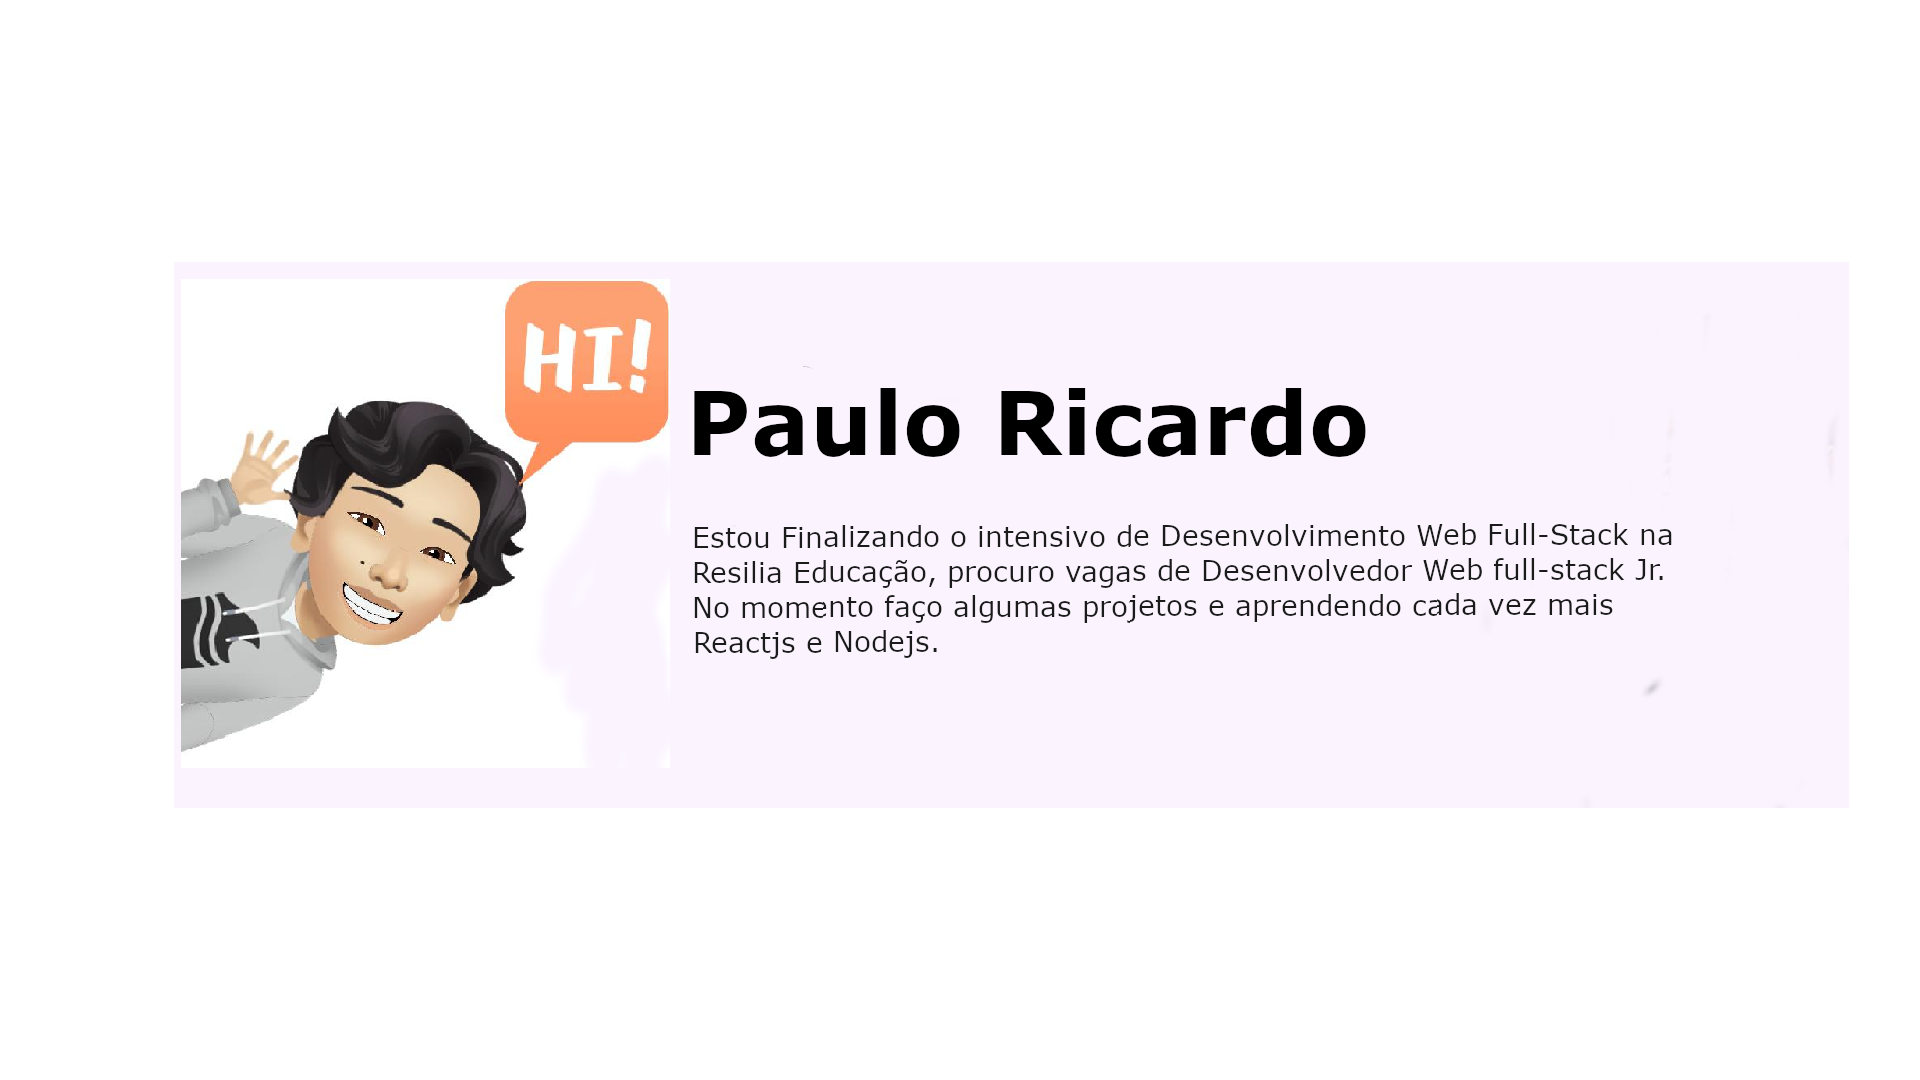 HI!
Paulo Ricardo
Estou Finalizando o intensivo de Desenvolvimento Web Full-Stack na
Resilia Educação, procuro vagas de Desenvolvedor Web full-stack Jr.
No momento faço algumas projetos e aprendendo cada vez mais
Reactjs e Nodejs.